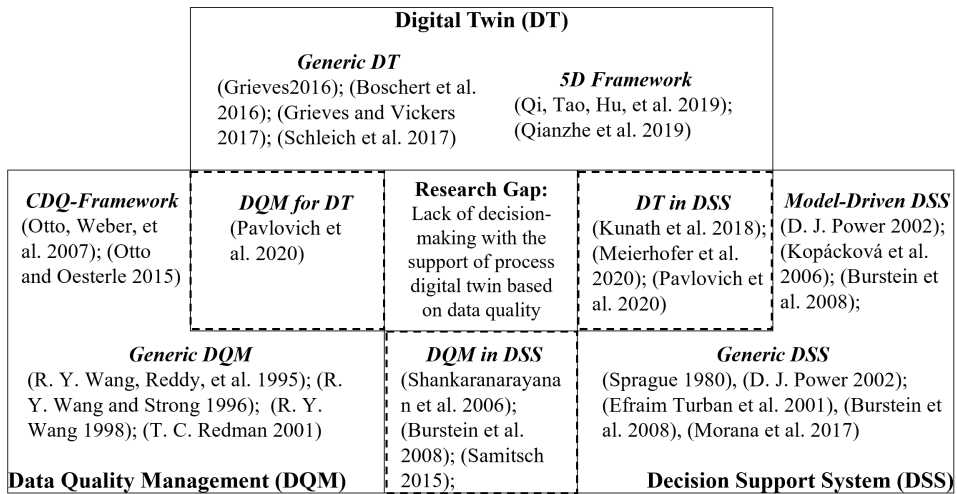 Digital Twin (DT)
Generic DT
(Grieves2016); (Boschert et al.
2016); (Grieves and Vickers
2017); (Schleich et al. 2017)
5D Framework
(Qi, Tao, Hu, et al. 2019);
(Qianzhe et al. 2019)
CDQ-Framework
(Otto, Weber, et
al. 2007); (Otto
and Oesterle 2015)
DQM for DT
(Pavlovich et
al. 2020)
Research Gap:
Lack of decision-
making with the
support of process
digital twin based
on data quality
DT in DSS
(Kunath et al. 2018);
(Meierhofer et al.
2020); (Pavlovich et
al. 2020)
Model-Driven DSS
(D. J. Power 2002);
(Kopácková et al.
2006); (Burstein et
al. 2008);
Generic DQM
(R. Y. Wang, Reddy, et al. 1995); (R.
Y. Wang and Strong 1996); (R. Y.
Wang 1998); (T. C. Redman 2001)
DQM in DSS
(Shankaranarayana
n et al. 2006);
(Burstein et al.
2008); (Samitsch
2015);
Generic DSS
(Sprague 1980), (D. J. Power 2002);
(Efraim Turban et al. 2001), (Burstein et
al. 2008), (Morana et al. 2017)
Data Quality Management (DQM)
Decision Support System (DSS)